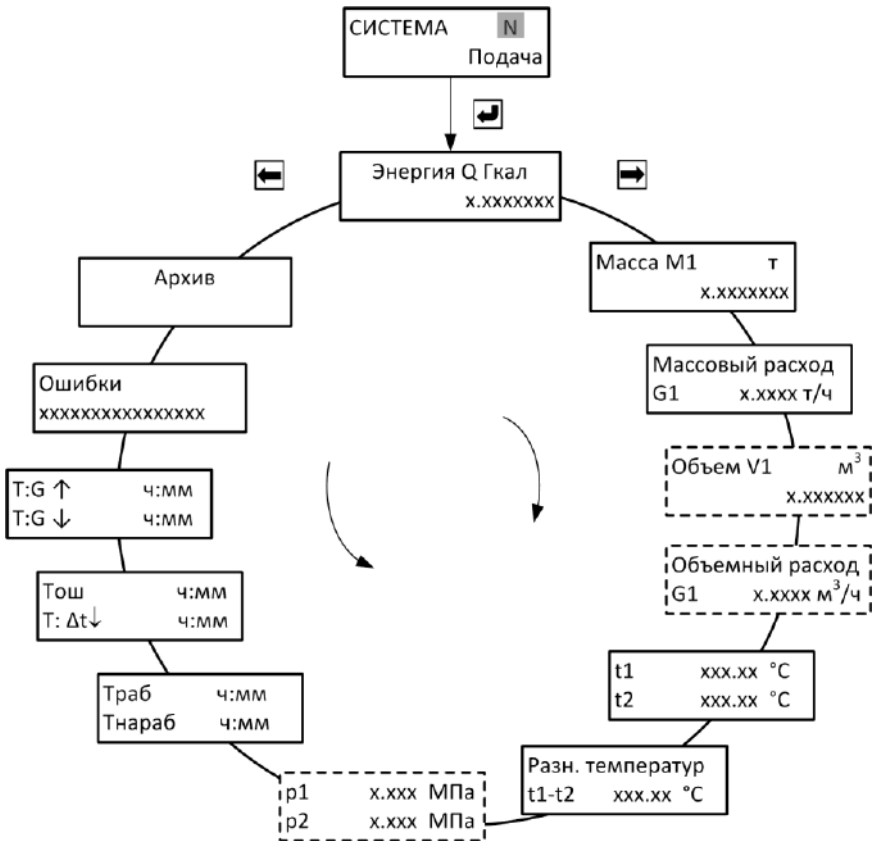 СИСТЕМА N
Подача
Энергия Q Гкал
x.xxxxxxx
Масса М1 т
x.xxxxxxx
Массовый расход
G1 x.xxxx т/ч
Объем V1 м³
x.xxxxxx
Объемный расход
G1 x.xxxx м³/ч
t1 xxx.xx °C
t2 xxx.xx °C
Разн. температур
t1-t2 xxx.xx °C
p1 x.xxx МПа
p2 x.xxx МПа
Траб ч:мм
Тнараб ч:мм
Тош ч:мм
T: Δt↓ ч:мм
T:G ↑ ч:мм
T:G ↓ ч:мм
Ошибки
xxxxxxxxxxxxxxxx
Архив